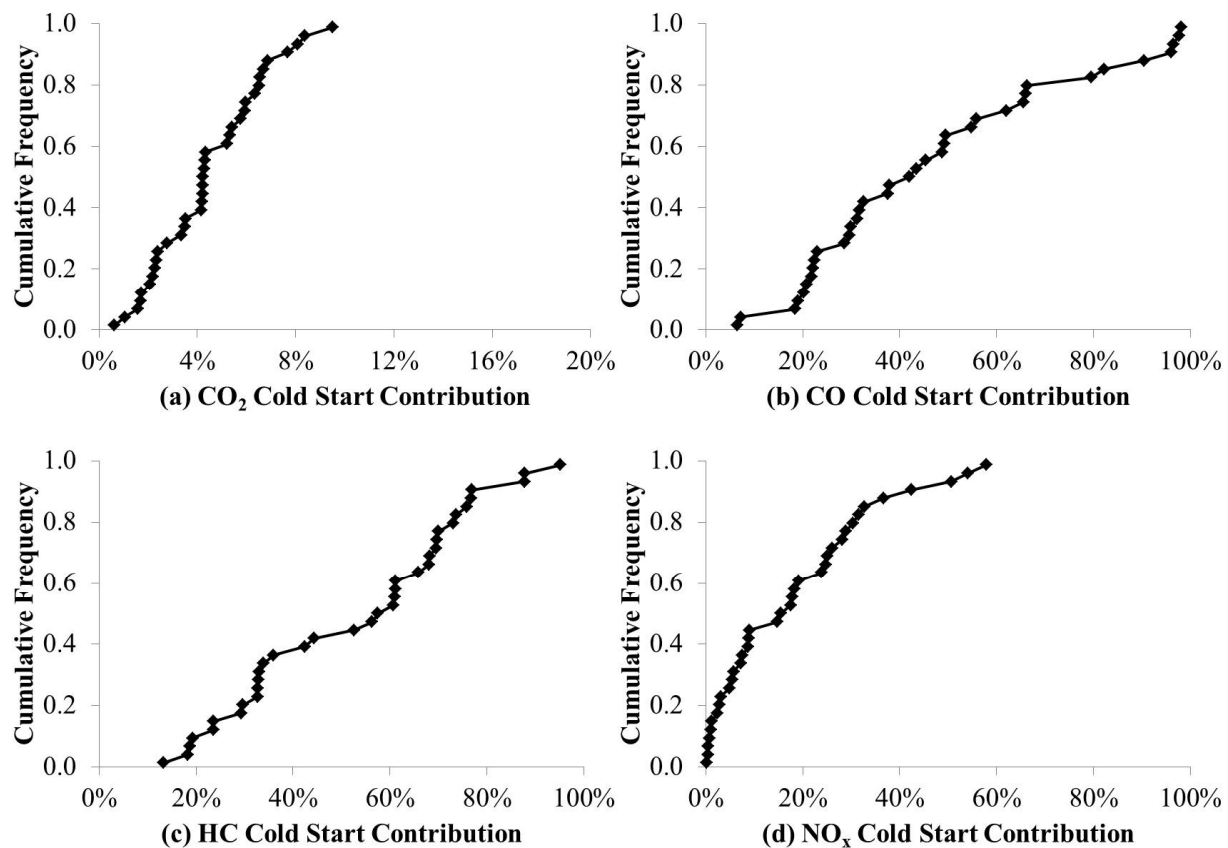 Cumulative Frequency
1.0
0.8
0.6
0.4
0.2
0.0
0% 4% 8% 12% 16% 20%
(a) CO₂ Cold Start Contribution
Cumulative Frequency
1.0
0.8
0.6
0.4
0.2
0.0
0% 20% 40% 60% 80% 100%
(b) CO Cold Start Contribution
Cumulative Frequency
1.0
0.8
0.6
0.4
0.2
0.0
0% 20% 40% 60% 80% 100%
(c) HC Cold Start Contribution
Cumulative Frequency
1.0
0.8
0.6
0.4
0.2
0.0
0% 20% 40% 60% 80% 100%
(d) NOₓ Cold Start Contribution